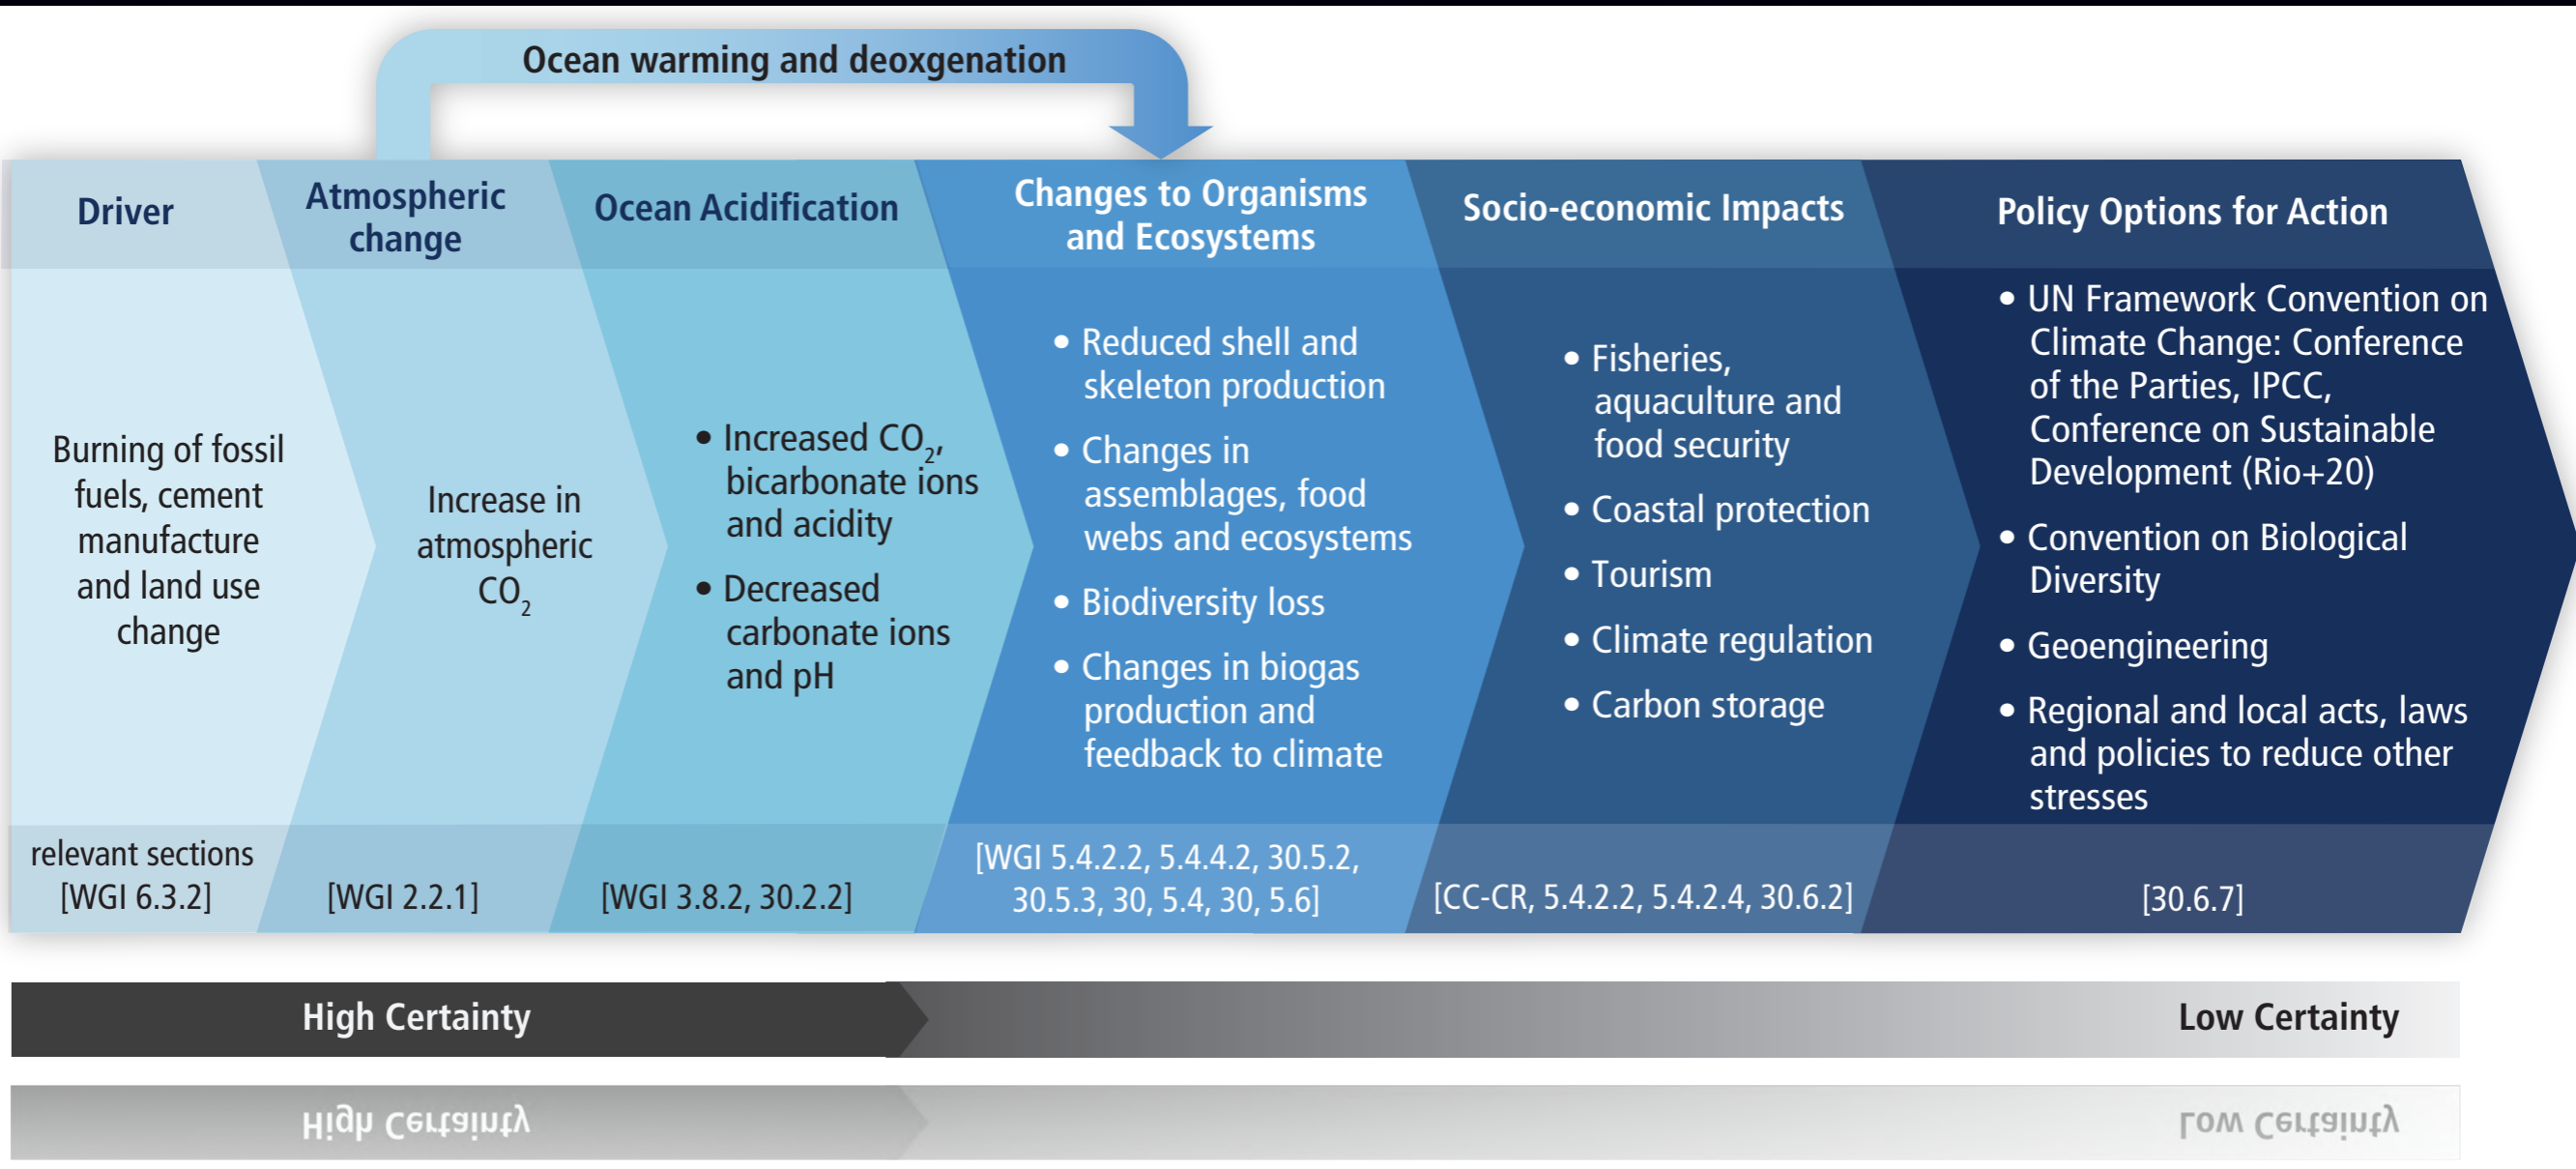 Ocean warming and deoxgenation
Driver
Burning of fossil
fuels, cement
manufacture
and land use
change
relevant sections
[WGI 6.3.2]
Atmospheric
change
Increase in
atmospheric
CO₂
[WGI 2.2.1]
Ocean Acidification
• Increased CO₂,
bicarbonate ions
and acidity
• Decreased
carbonate ions
and pH
[WGI 3.8.2, 30.2.2]
Changes to Organisms
and Ecosystems
• Reduced shell and
skeleton production
• Changes in
assemblages, food
webs and ecosystems
• Biodiversity loss
• Changes in biogas
production and
feedback to climate
[WGI 5.4.2.2, 5.4.4.2, 30.5.2,
30.5.3, 30, 5.4, 30, 5.6]
Socio-economic Impacts
• Fisheries,
aquaculture and
food security
• Coastal protection
• Tourism
• Climate regulation
• Carbon storage
[CC-CR, 5.4.2.2, 5.4.2.4, 30.6.2]
Policy Options for Action
• UN Framework Convention on
Climate Change: Conference
of the Parties, IPCC,
Conference on Sustainable
Development (Rio+20)
• Convention on Biological
Diversity
• Geoengineering
• Regional and local acts, laws
and policies to reduce other
stresses
[30.6.7]
High Certainty
Low Certainty
High Certainty
Low Certainty